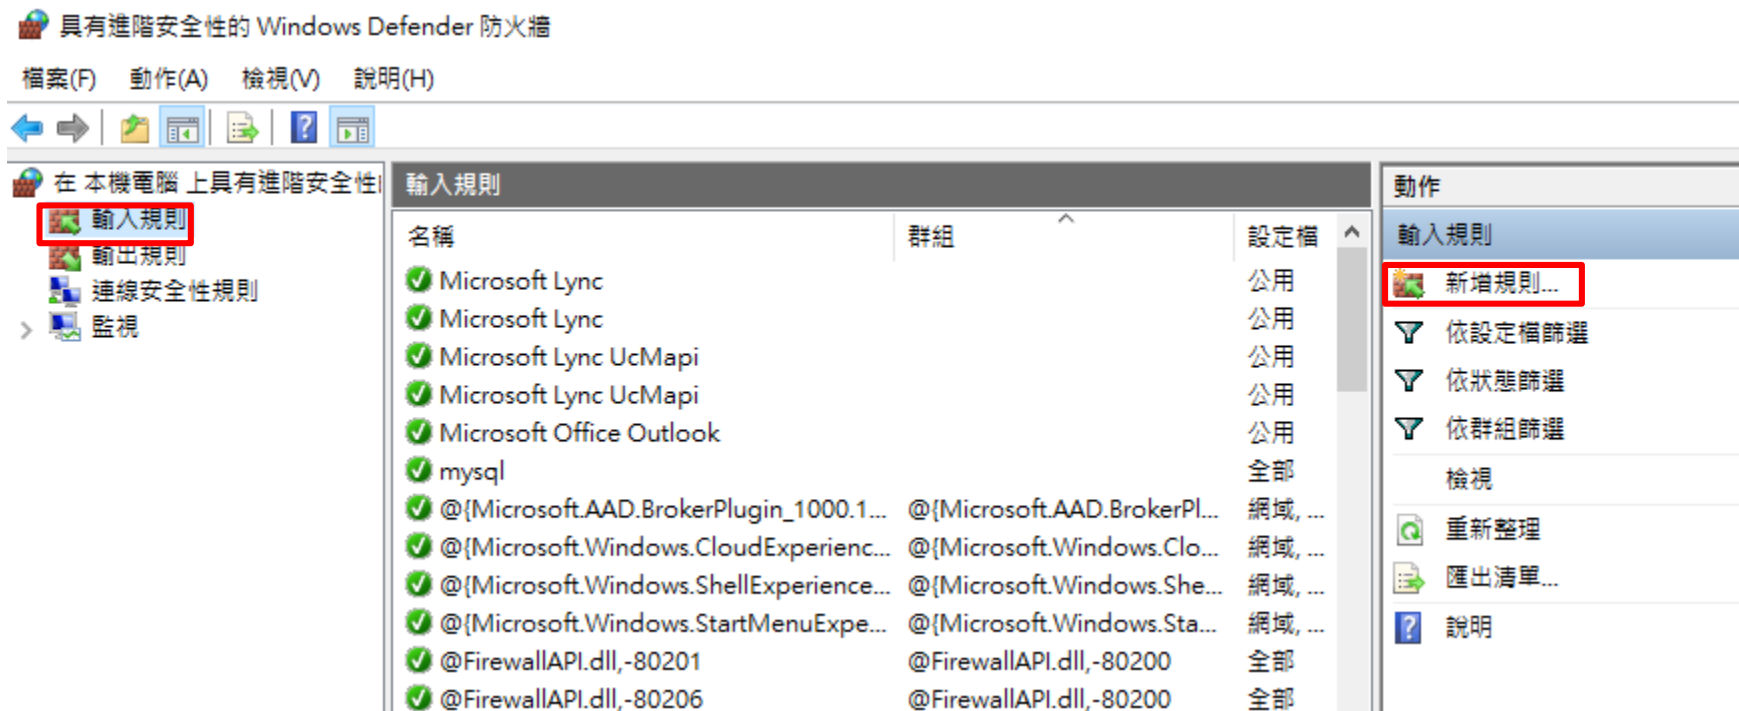 具有進階安全性的 Windows Defender 防火牆
檔案(F) 動作(A) 檢視(V) 說明(H)
在 本機電腦 上具有進階安全性
輸入規則
輸出規則
連線安全性規則
監視
輸入規則
名稱 群組 設定檔
Microsoft Lync 公用
Microsoft Lync 公用
Microsoft Lync UcMapi 公用
Microsoft Lync UcMapi 公用
Microsoft Office Outlook 公用
mysql 全部
@{Microsoft.AAD.BrokerPlugin_1000.1... @{Microsoft.AAD.BrokerPl... 網域, ...
@{Microsoft.Windows.CloudExperienc... @{Microsoft.Windows.Clo... 網域, ...
@{Microsoft.Windows.ShellExperience... @{Microsoft.Windows.She... 網域, ...
@{Microsoft.Windows.StartMenuExpe... @{Microsoft.Windows.Sta... 網域, ...
@FirewallAPI.dll,-80201 @FirewallAPI.dll,-80200 全部
@FirewallAPI.dll,-80206 @FirewallAPI.dll,-80200 全部
動作
輸入規則
新增規則...
依設定檔篩選
依狀態篩選
依群組篩選
檢視
重新整理
匯出清單...
說明